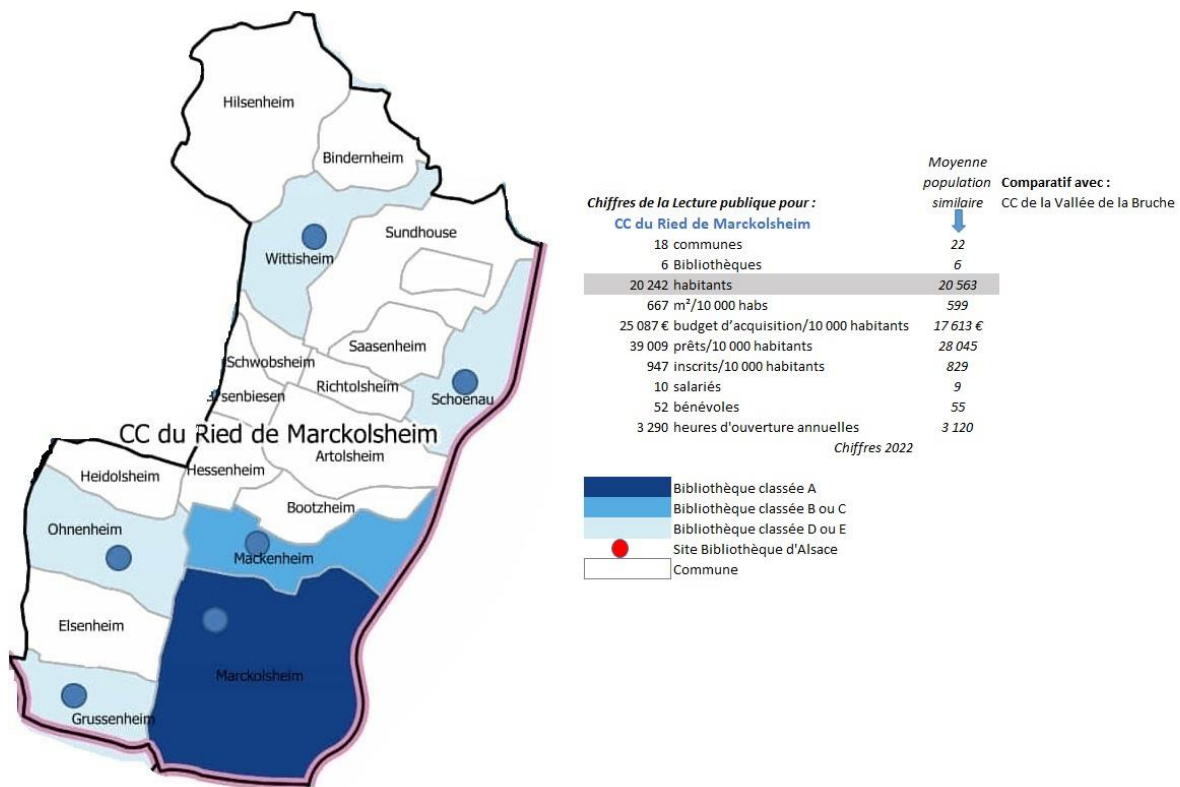 Hilsenheim
Bindernheim
Sundhouse
Wittisheim
Saasenheim
Schwobsheim
Richtolsheim
senbiesen
Schoenau
CC du Ried de Marckolsheim
Artolsheim
Hessenheim
Heidolsheim
Bootzheim
Ohnenheim
Mackenheim
Elsenheim
Marckolsheim
Grussenheim
Moyenne
population
similaire
Comparatif avec :
CC de la Vallée de la Bruche
Chiffres de la Lecture publique pour :
CC du Ried de Marckolsheim
18 communes 22
6 Bibliothèques 6
20 242 habitants 20 563
667 m²/10 000 habs 599
25 087 € budget d'acquisition/10 000 habitants 17 613 €
39 009 prêts/10 000 habitants 28 045
947 inscrits/10 000 habitants 829
10 salariés 9
52 bénévoles 55
3 290 heures d'ouverture annuelles 3 120
Chiffres 2022
Bibliothèque classée A
Bibliothèque classée B ou C
Bibliothèque classée D ou E
Site Bibliothèque d'Alsace
Commune